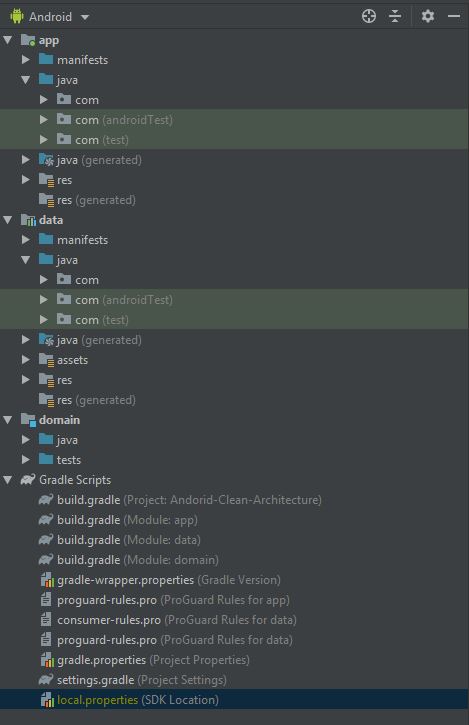 Android
app
manifests
java
com
com (androidTest)
com (test)
java (generated)
res
res (generated)
data
manifests
java
com
com (androidTest)
com (test)
java (generated)
assets
res
res (generated)
domain
java
tests
Gradle Scripts
build.gradle (Project: Andorid-Clean-Architecture)
build.gradle (Module: app)
build.gradle (Module: data)
build.gradle (Module: domain)
gradle-wrapper.properties (Gradle Version)
proguard-rules.pro (ProGuard Rules for app)
consumer-rules.pro (ProGuard Rules for data)
proguard-rules.pro (ProGuard Rules for data)
gradle.properties (Project Properties)
settings.gradle (Project Settings)
local.properties (SDK Location)